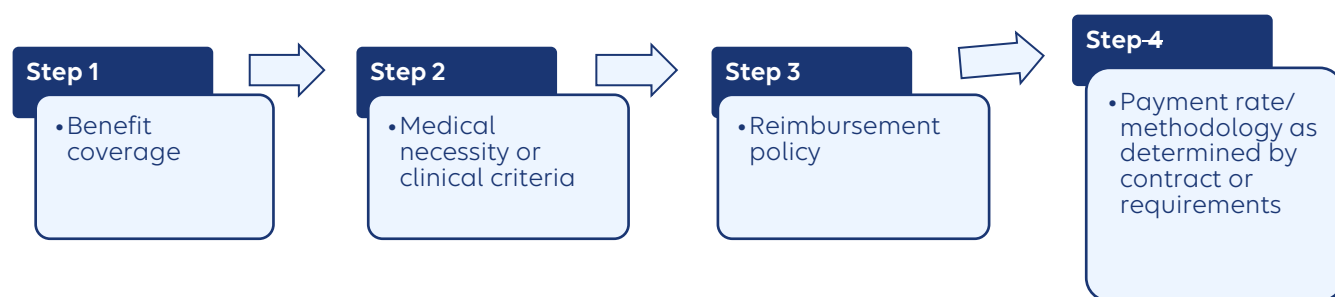 Step 1
• Benefit
coverage
Step 2
• Medical
necessity or
clinical criteria
Step 3
• Reimbursement
policy
Step-4
• Payment rate/
methodology as
determined by
contract or
requirements